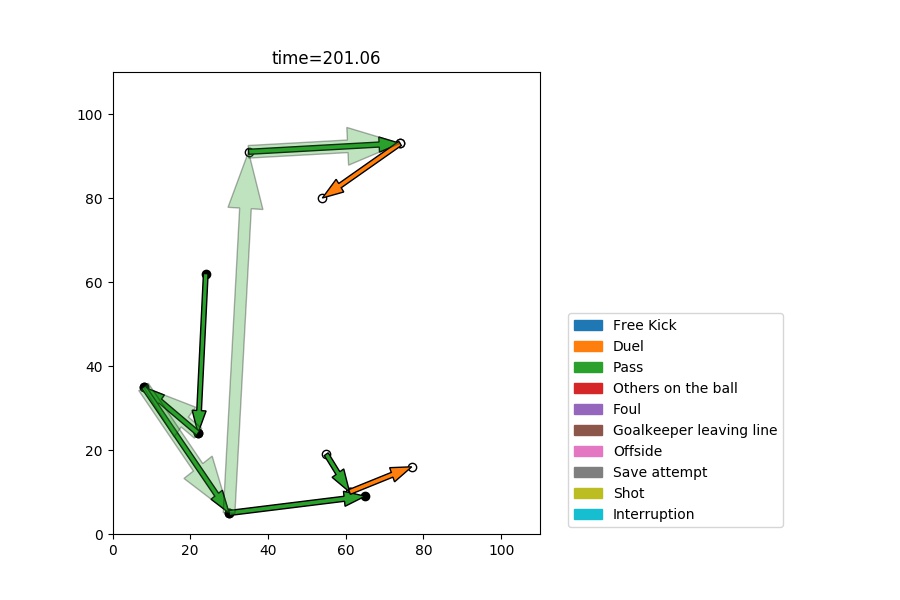 time=201.06
100
80
60
40
20
0
0 20 40 60 80 100
Free Kick
Duel
Pass
Others on the ball
Foul
Goalkeeper leaving line
Offside
Save attempt
Shot
Interruption